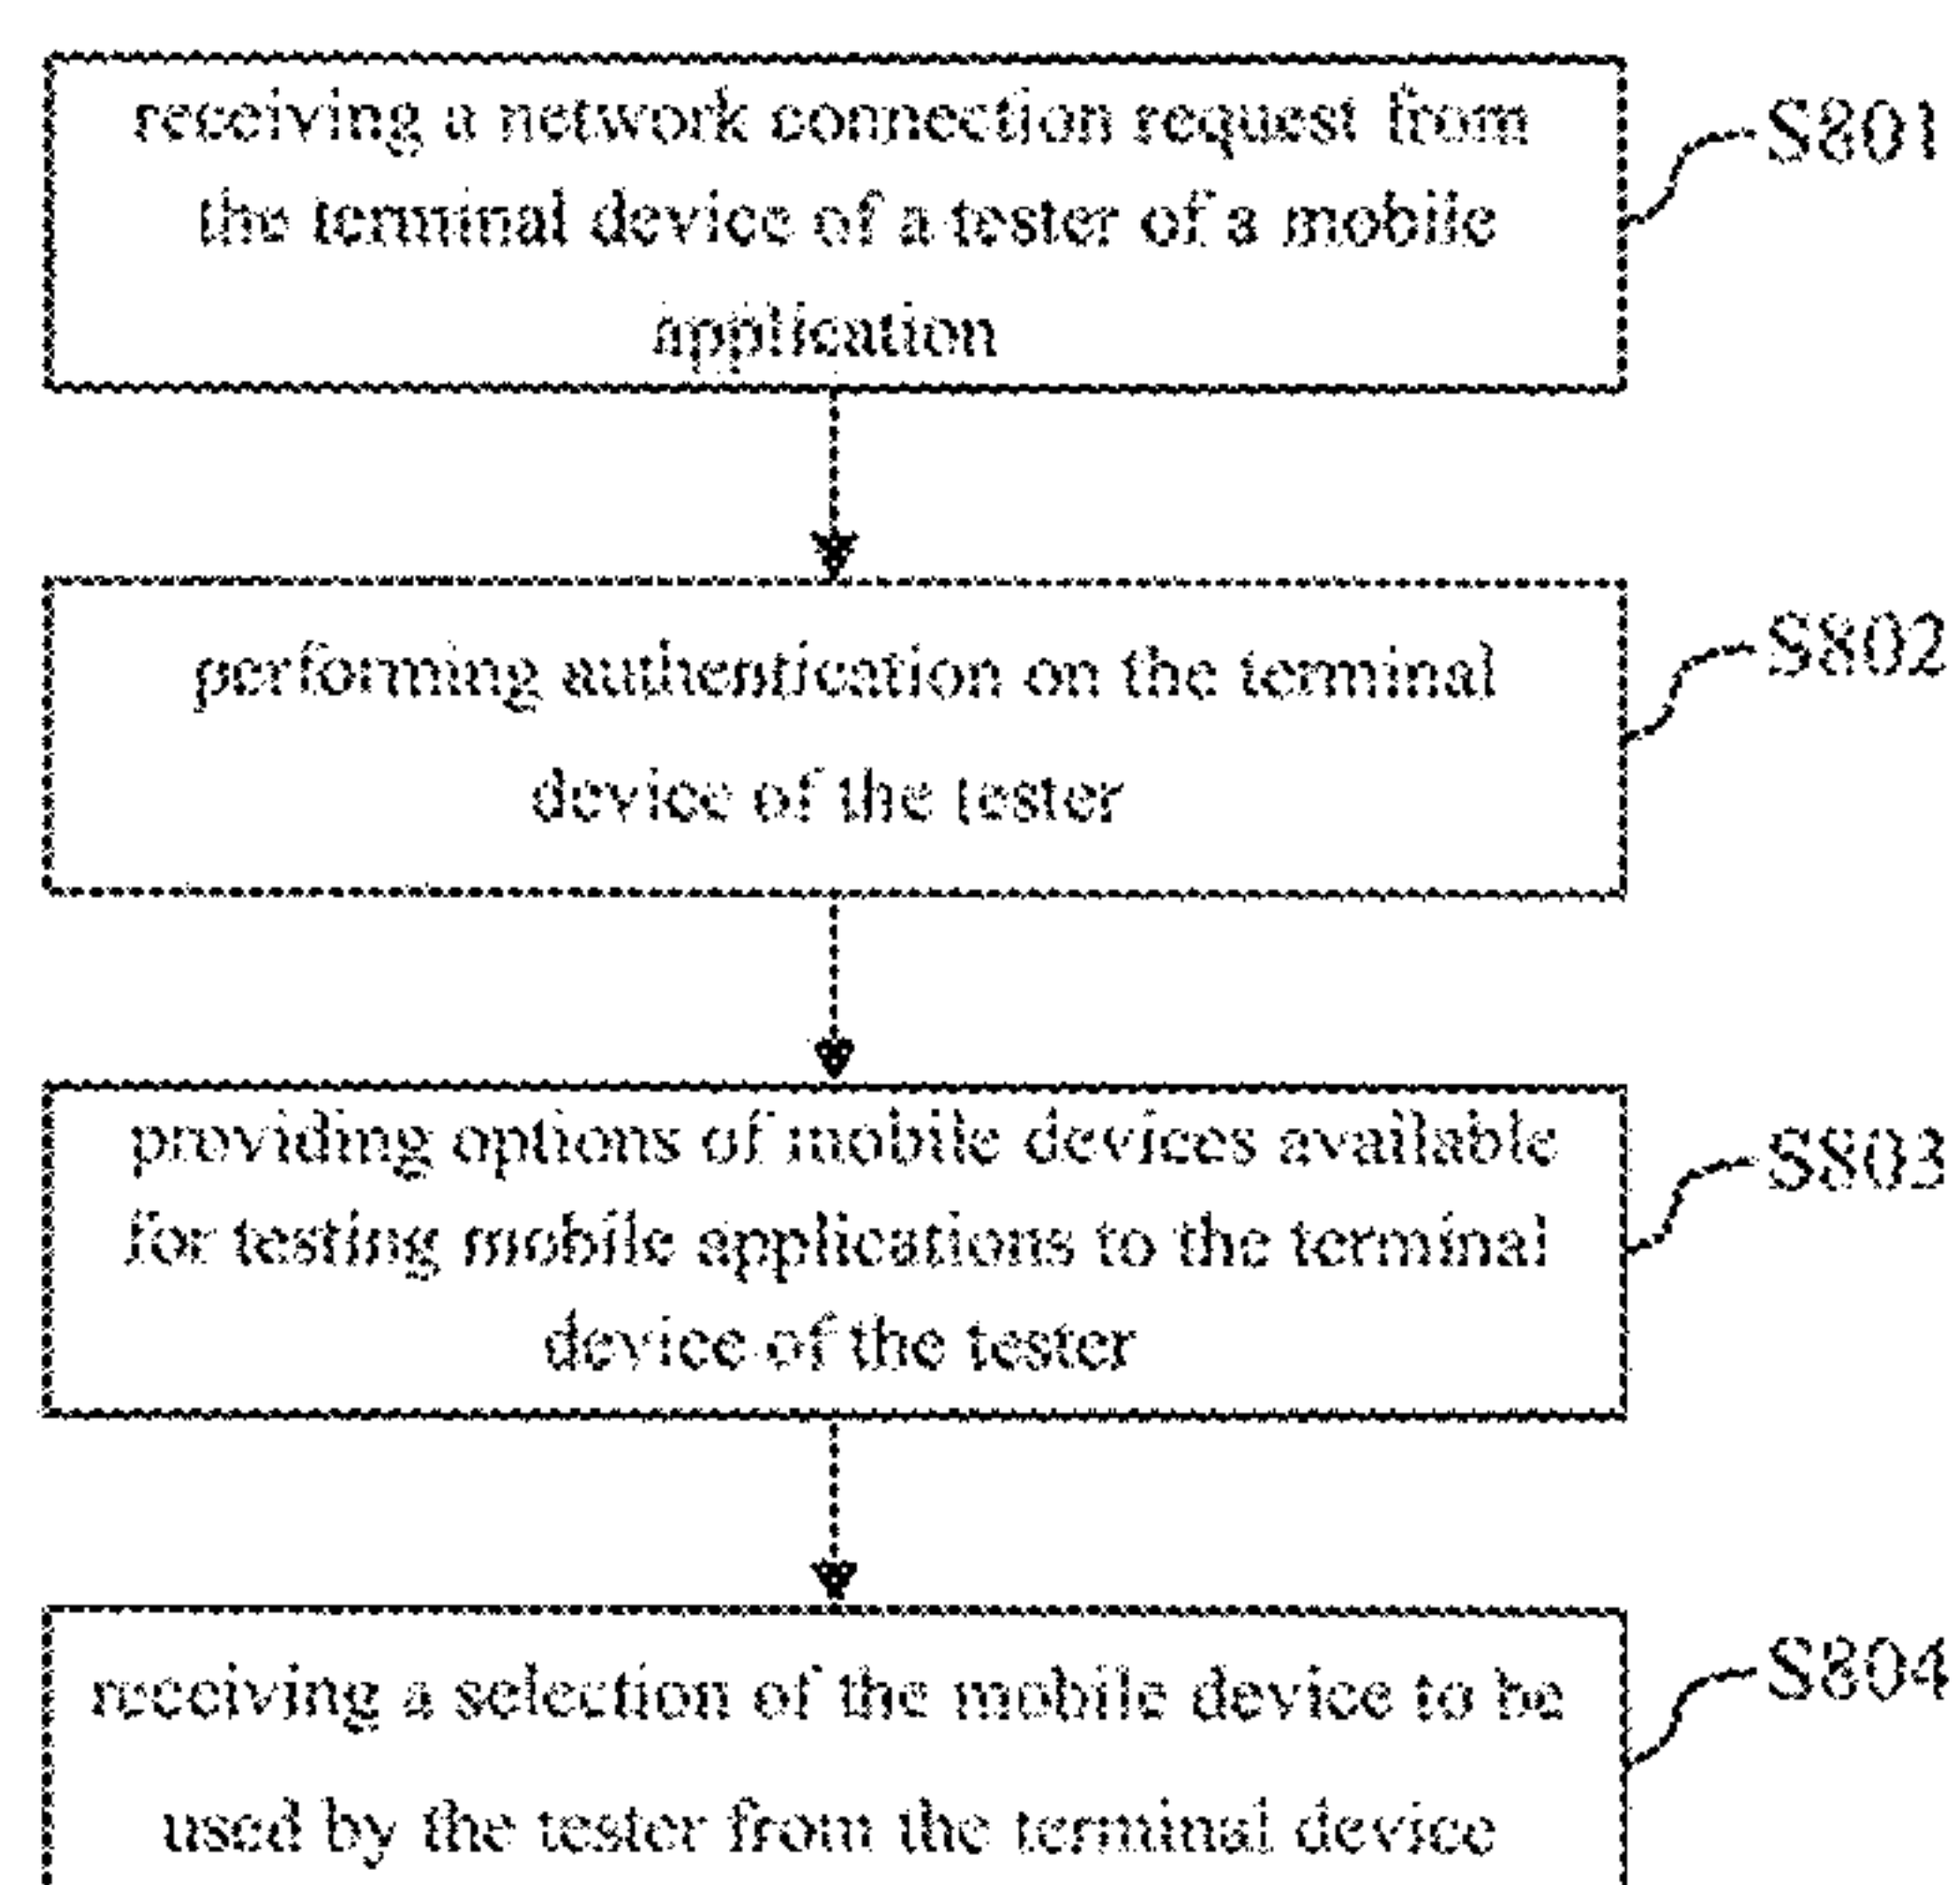 receiving a network connection request from
the terminal device of a tester of a mobile
application
S801
performing authentication on the terminal
device of the tester
S802
providing options of mobile devices available
for testing mobile applications to the terminal
device of the tester
S803
receiving a selection of the mobile device to be
used by the tester from the terminal device
S804